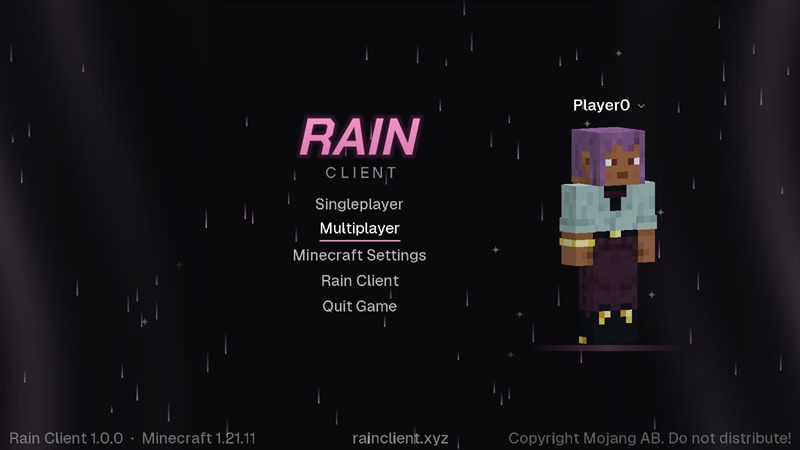 Player0
RAIN
CLIENT
Singleplayer
Multiplayer
Minecraft Settings
Rain Client
Quit Game
Rain Client 1.0.0 · Minecraft 1.21.11
rainclient.xyz
Copyright Mojang AB. Do not distribute!